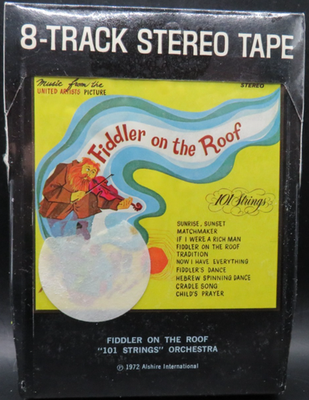 8-TRACK STEREO TAPE
Music from the
UNITED ARTISTS PICTURE
STEREO
Fiddler on the Roof
101 Strings
SUNRISE, SUNSET
MATCHMAKER
IF I WERE A RICH MAN
FIDDLER ON THE ROOF
TRADITION
NOW I HAVE EVERYTHING
FIDDLER'S DANCE
HEBREW SPINNING DANCE
CRADLE SONG
CHILD'S PRAYER
FIDDLER ON THE ROOF
"101 STRINGS" ORCHESTRA
Ⓟ 1972 Alshire International